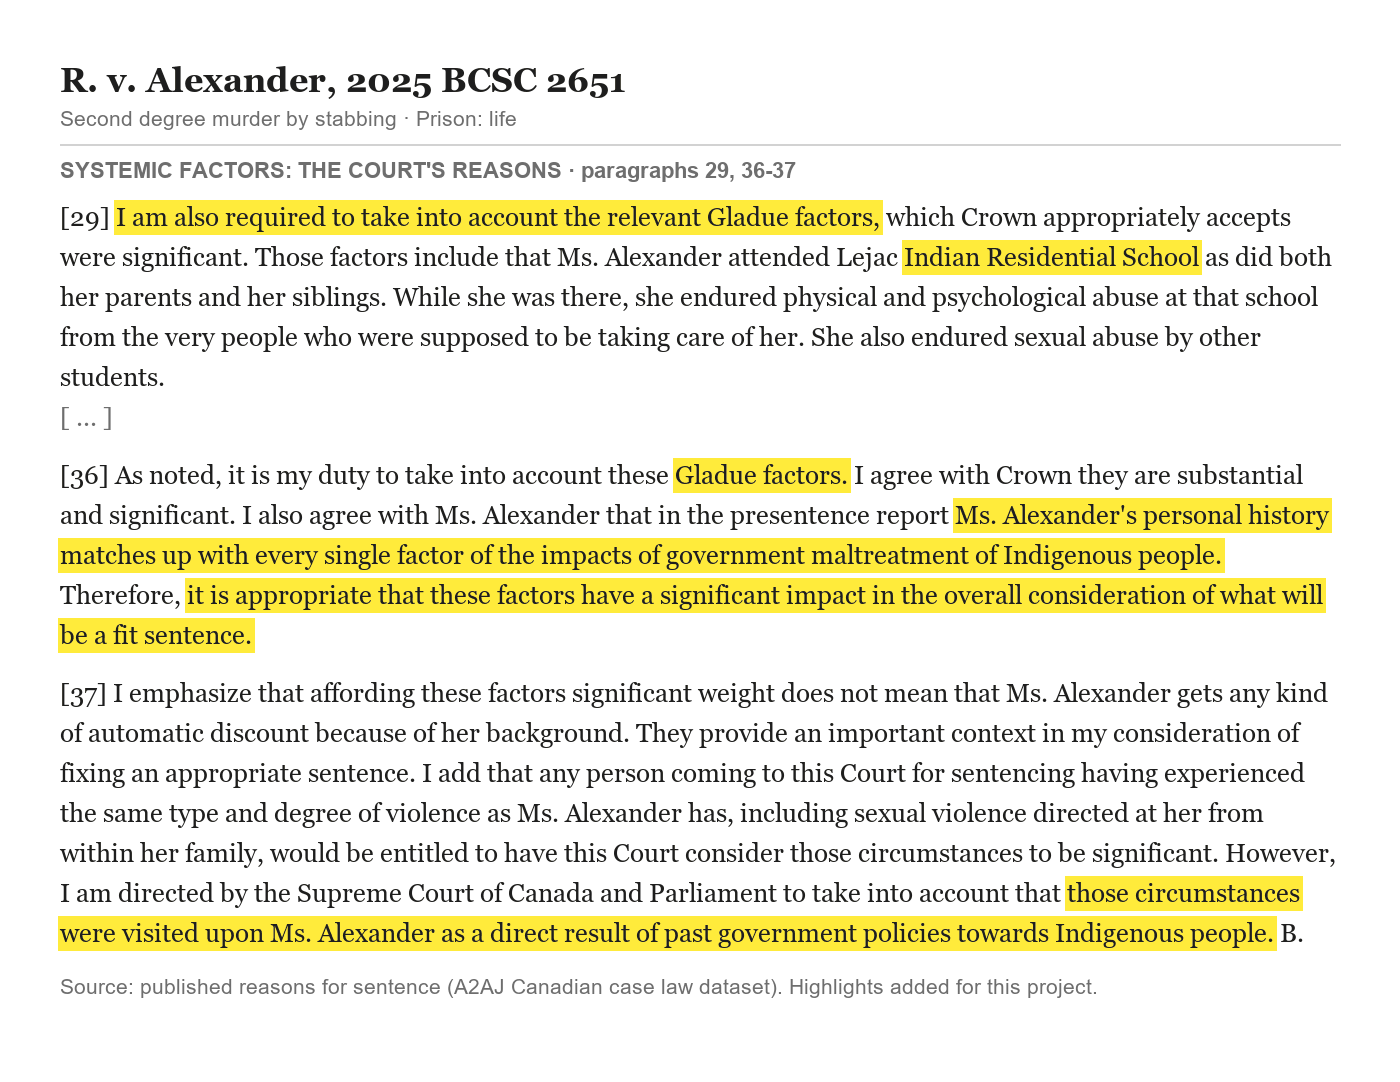 R. v. Alexander, 2025 BCSC 2651
Second degree murder by stabbing · Prison: life
SYSTEMIC FACTORS: THE COURT'S REASONS · paragraphs 29, 36-37
[29] I am also required to take into account the relevant Gladue factors, which Crown appropriately accepts
were significant. Those factors include that Ms. Alexander attended Lejac Indian Residential School as did both
her parents and her siblings. While she was there, she endured physical and psychological abuse at that school
from the very people who were supposed to be taking care of her. She also endured sexual abuse by other
students.
[ ... ]
[36] As noted, it is my duty to take into account these Gladue factors. I agree with Crown they are substantial
and significant. I also agree with Ms. Alexander that in the presentence report Ms. Alexander's personal history
matches up with every single factor of the impacts of government maltreatment of Indigenous people.
Therefore, it is appropriate that these factors have a significant impact in the overall consideration of what will
be a fit sentence.
[37] I emphasize that affording these factors significant weight does not mean that Ms. Alexander gets any kind
of automatic discount because of her background. They provide an important context in my consideration of
fixing an appropriate sentence. I add that any person coming to this Court for sentencing having experienced
the same type and degree of violence as Ms. Alexander has, including sexual violence directed at her from
within her family, would be entitled to have this Court consider those circumstances to be significant. However,
I am directed by the Supreme Court of Canada and Parliament to take into account that those circumstances
were visited upon Ms. Alexander as a direct result of past government policies towards Indigenous people. B.
Source: published reasons for sentence (A2AJ Canadian case law dataset). Highlights added for this project.